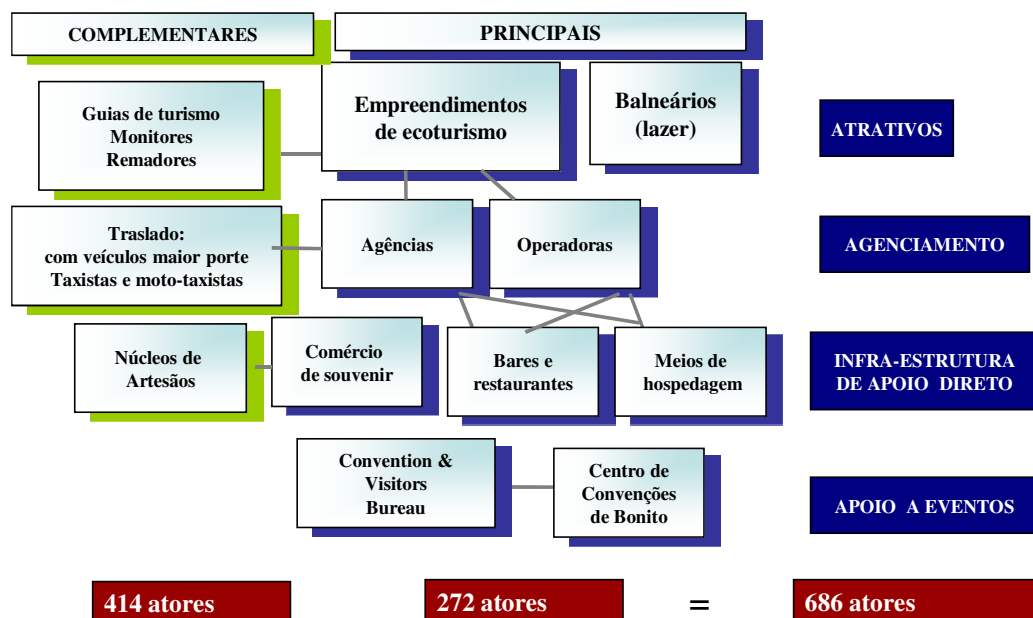 COMPLEMENTARES
PRINCIPAIS
Guias de turismo
Monitores
Remadores
Empreendimentos
de ecoturismo
Balneários
(lazer)
ATRATIVOS
Traslado:
com veículos maior porte
Taxistas e moto-taxistas
Agências
Operadoras
AGENCIAMENTO
Núcleos de
Artesãos
Comércio
de souvenir
Bares e
restaurantes
Meios de
hospedagem
INFRA-ESTRUTURA
DE APOIO DIRETO
Convention &
Visitors
Bureau
Centro de
Convenções
de Bonito
APOIO A EVENTOS
414 atores
272 atores
=
686 atores